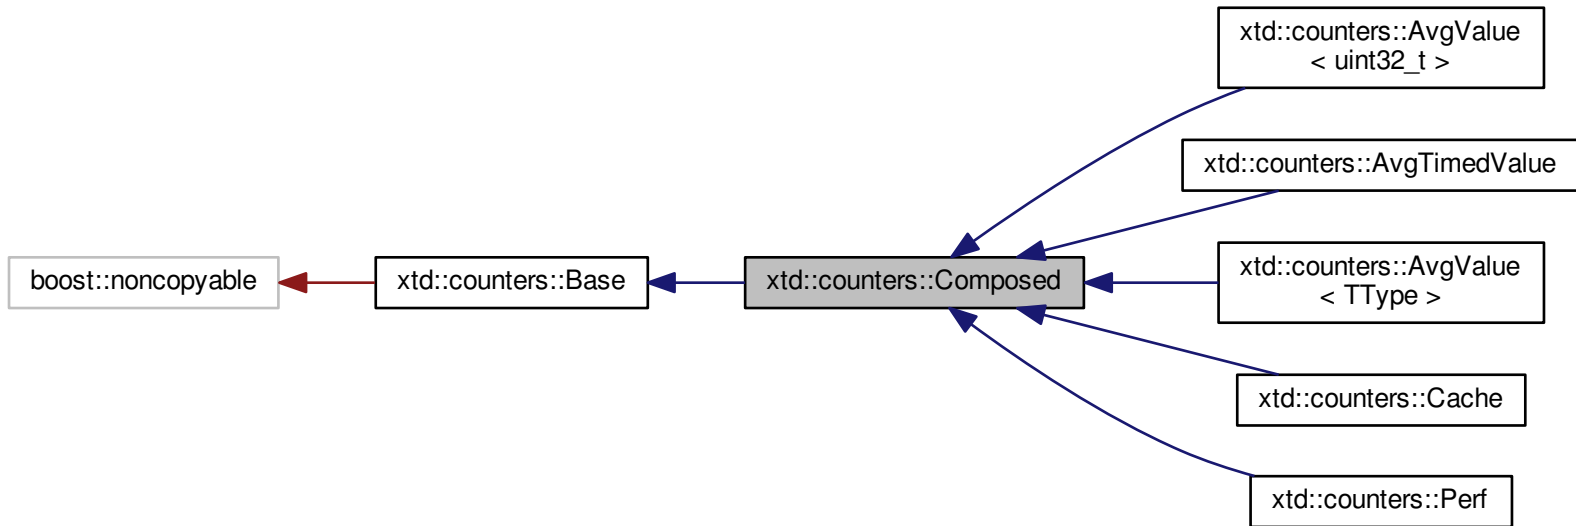 xtd::counters::AvgValue
< uint32_t >
xtd::counters::AvgTimedValue
boost::noncopyable
xtd::counters::Base
xtd::counters::Composed
xtd::counters::AvgValue
< TType >
xtd::counters::Cache
xtd::counters::Perf